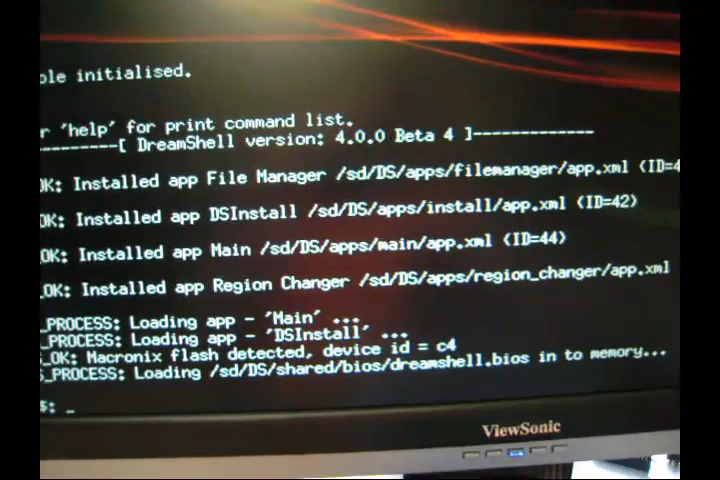 ole initialised.
r 'help' for print command list.
---------[ DreamShell version: 4.0.0 Beta 4 ]-------------
OK: Installed app File Manager /sd/DS/apps/filemanager/app.xml (ID=4
OK: Installed app DSInstall /sd/DS/apps/install/app.xml (ID=42)
OK: Installed app Main /sd/DS/apps/main/app.xml (ID=44)
_OK: Installed app Region Changer /sd/DS/apps/region_changer/app.xml
_PROCESS: Loading app - 'Main' ...
_PROCESS: Loading app - 'DSInstall' ...
S_OK: Macronix flash detected, device id = c4
S_PROCESS: Loading /sd/DS/shared/bios/dreamshell.bios in to memory...
$: _
ViewSonic